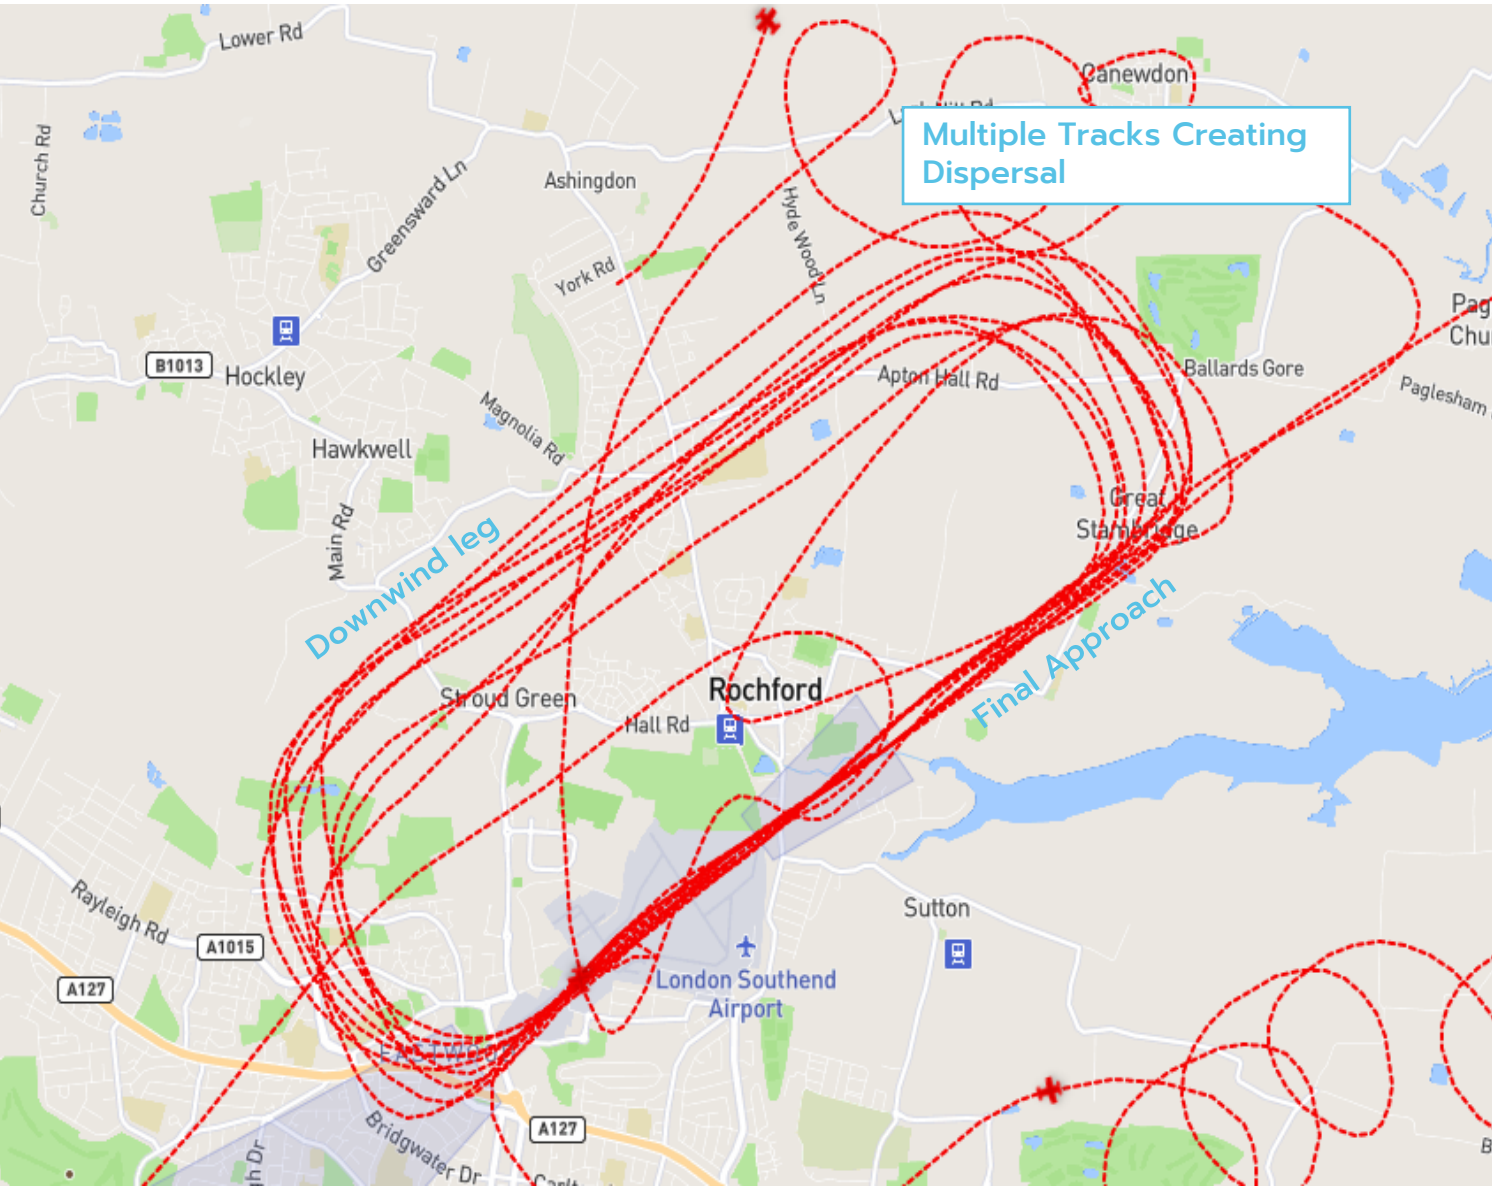 Lower Rd
Canewdon
Multiple Tracks Creating
Dispersal
Church Rd
Greensward Ln
Ashingdon
Hyde Wood Ln
York Rd
B1013
Hockley
Apton Hall Rd
Ballards Gore
Paglesham
Magnolia Rd
Hawkwell
Main Rd
Downwind leg
Great
Stambridge
Final Approach
Stroud Green
Rochford
Hall Rd
Rayleigh Rd
A1015
A127
Sutton
London Southend
Airport
EASTWOOD
Bridgwater Dr
A127